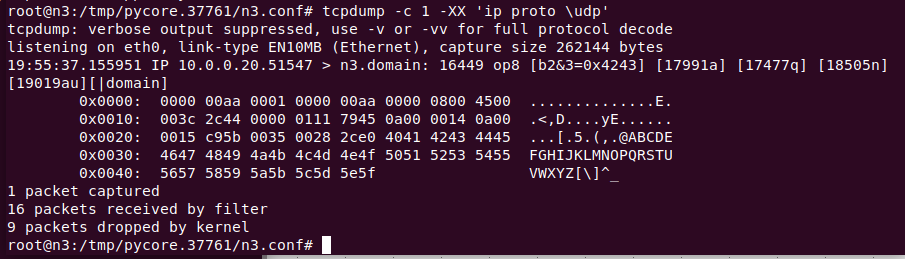 root@n3:/tmp/pycore.37761/n3.conf# tcpdump -c 1 -XX 'ip proto \udp'
tcpdump: verbose output suppressed, use -v or -vv for full protocol decode
listening on eth0, link-type EN10MB (Ethernet), capture size 262144 bytes
19:55:37.155951 IP 10.0.0.20.51547 > n3.domain: 16449 op8 [b2&3=0x4243] [17991a] [17477q] [18505n]
[19019au][|domain]
0x0000:  0000 00aa 0001 0000 00aa 0000 0800 4500  ..............E.
0x0010:  003c 2c44 0000 0111 7945 0a00 0014 0a00  .<,D....yE......
0x0020:  0015 c95b 0035 0028 2ce0 4041 4243 4445  ...[.5.(,.@ABCDE
0x0030:  4647 4849 4a4b 4c4d 4e4f 5051 5253 5455  FGHIJKLMNOPQRSTU
0x0040:  5657 5859 5a5b 5c5d 5e5f  VWXYZ[\]^_
1 packet captured
16 packets received by filter
9 packets dropped by kernel
root@n3:/tmp/pycore.37761/n3.conf#